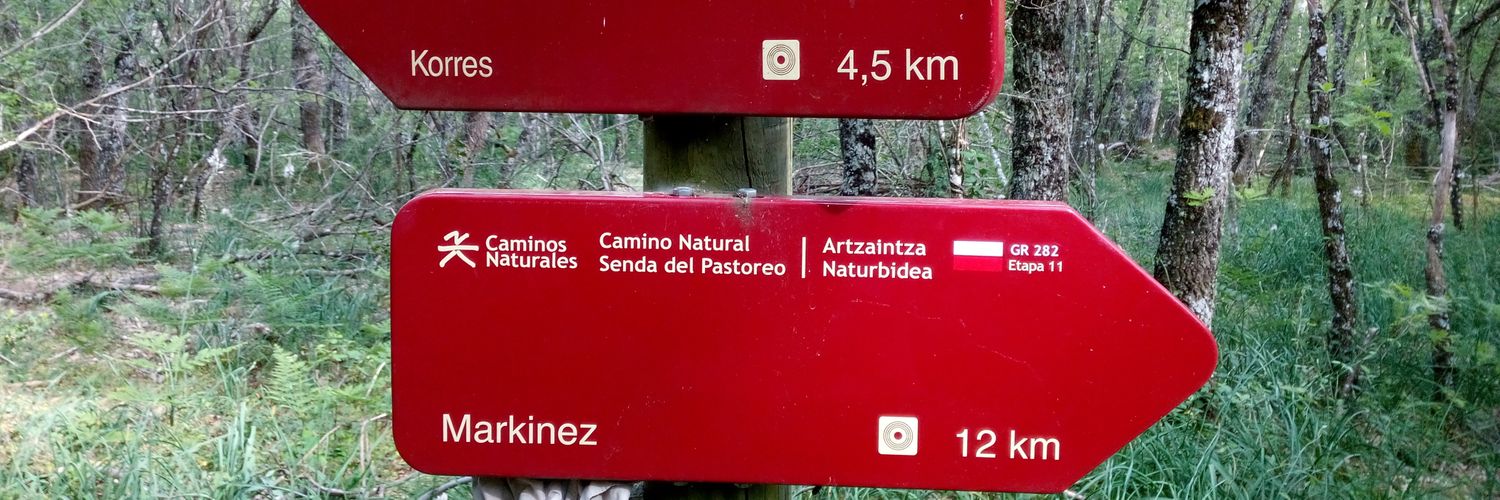 Korres 4,5 km
Caminos
Naturales
Camino Natural
Senda del Pastoreo
Artzaintza
Naturbidea
GR 282
Etapa 11
Markinez 12 km